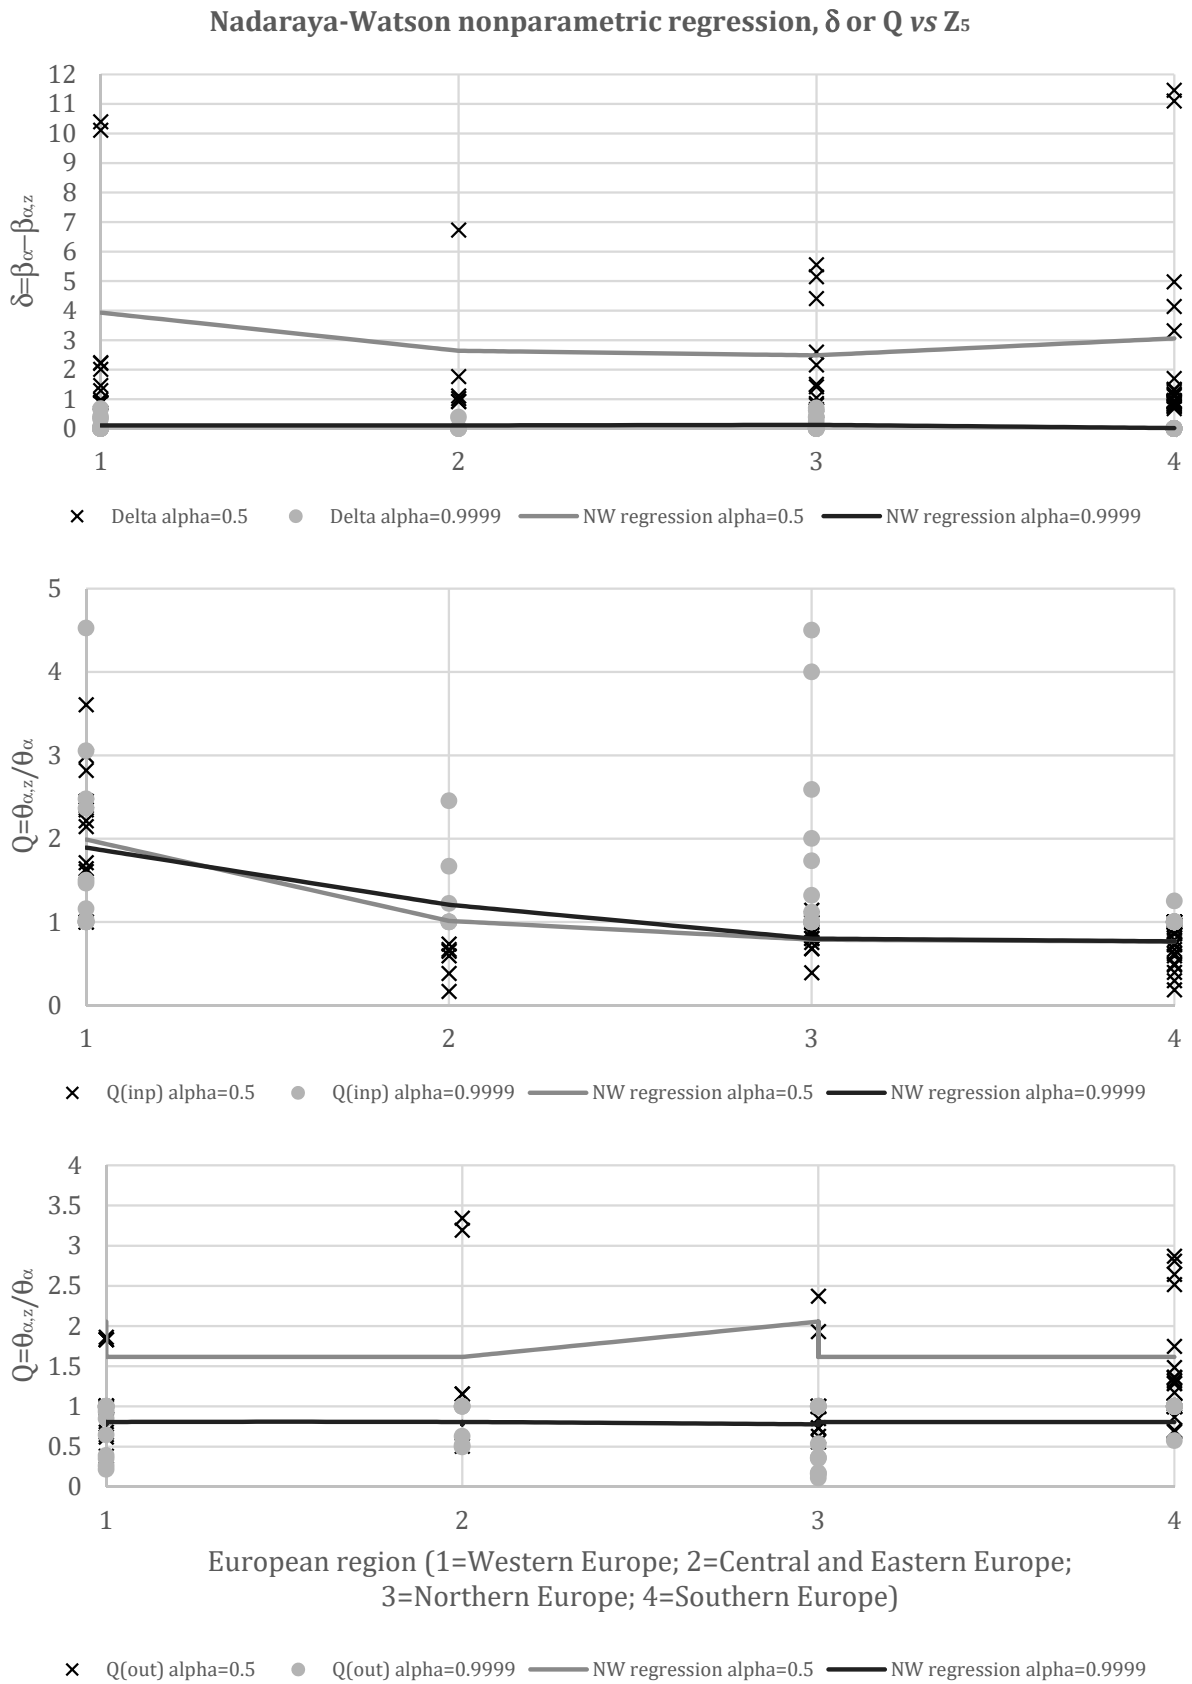 Nadaraya-Watson nonparametric regression, δ or Q vs Z₅
12
11
10
9
8
7
6
5
4
3
2
1
0
δ=βα−βα,z
1 2 3 4
Delta alpha=0.5 Delta alpha=0.9999 NW regression alpha=0.5 NW regression alpha=0.9999
5
4
3
2
1
0
Q=θα,z/θα
1 2 3 4
Q(inp) alpha=0.5 Q(inp) alpha=0.9999 NW regression alpha=0.5 NW regression alpha=0.9999
4
3.5
3
2.5
2
1.5
1
0.5
0
Q=θα,z/θα
1 2 3 4
European region (1=Western Europe; 2=Central and Eastern Europe;
3=Northern Europe; 4=Southern Europe)
Q(out) alpha=0.5 Q(out) alpha=0.9999 NW regression alpha=0.5 NW regression alpha=0.9999